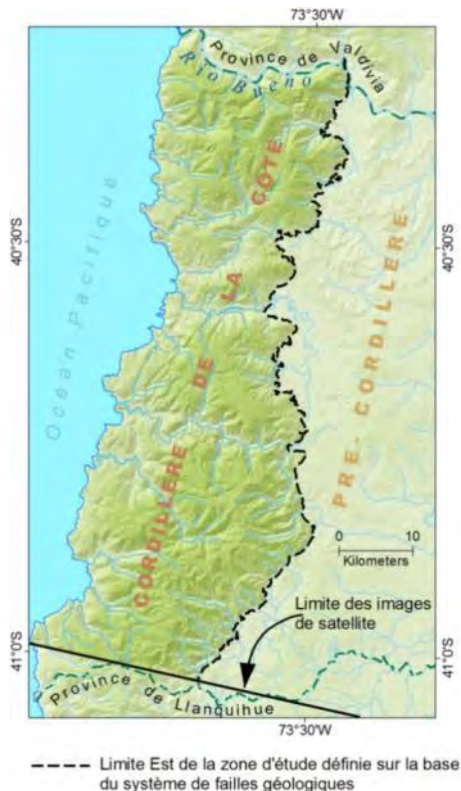 73°30'W
Province de Valdivia
Río Bueno
CORDILLERE DE LA CÔTE
40°30'S
40°30'S
Océan Pacifique
PRE- CORDILLERE
0 10
Kilometers
Limite des images
de satellite
41°0'S
41°0'S
Province de Llanquihue
73°30'W
Limite Est de la zone d'étude définie sur la base
du système de failles géologiques